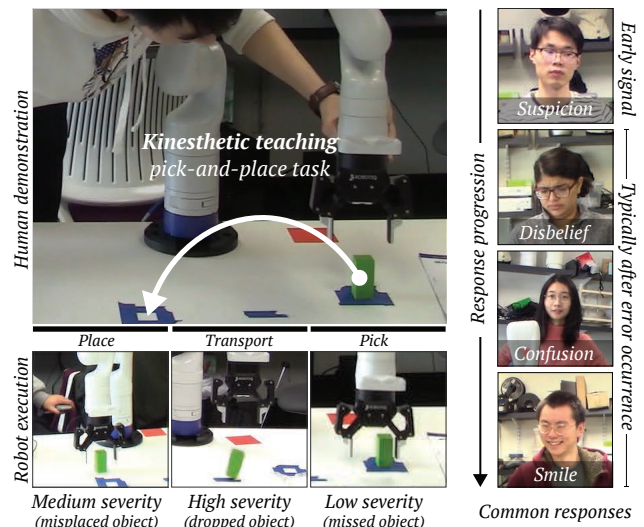 Human demonstration
Kinesthetic teaching
pick-and-place task
Place
Transport
Pick
Robot execution
Medium severity
(misplaced object)
High severity
(dropped object)
Low severity
(missed object)
Response progression
Suspicion
Disbelief
Confusion
Smile
Early signal
Typically after error occurrence
Common responses